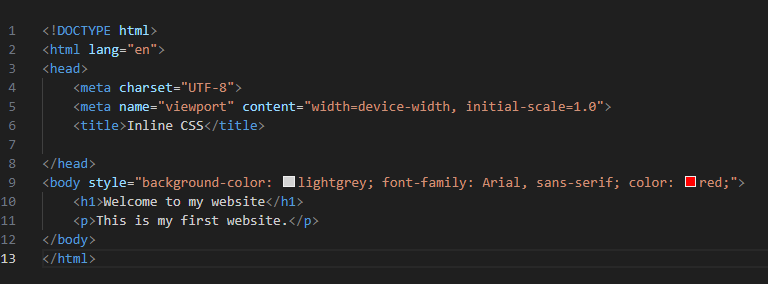 1 <!DOCTYPE html>
2 <html lang="en">
3 <head>
4     <meta charset="UTF-8">
5     <meta name="viewport" content="width=device-width, initial-scale=1.0">
6     <title>Inline CSS</title>
7
8 </head>
9 <body style="background-color: lightgrey; font-family: Arial, sans-serif; color: red;">
10     <h1>Welcome to my website</h1>
11     <p>This is my first website.</p>
12 </body>
13 </html>